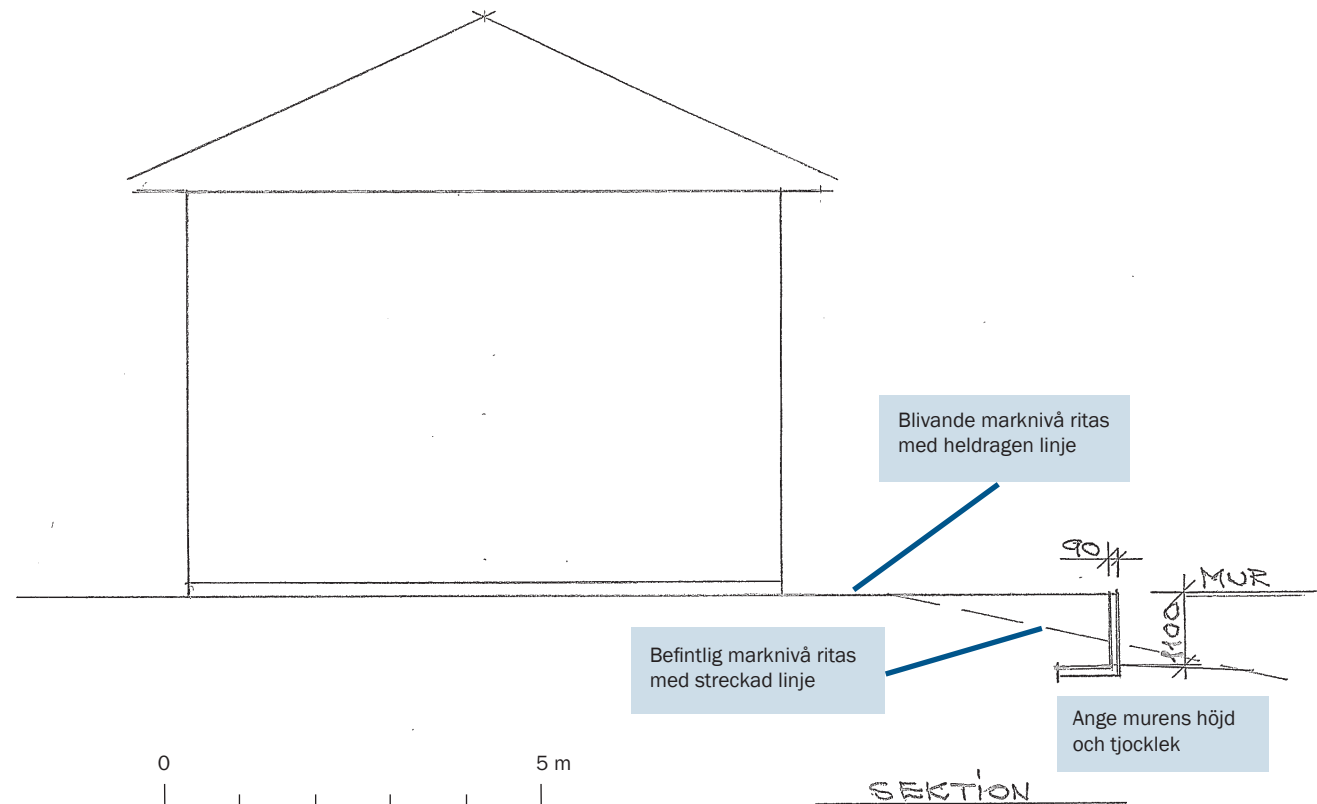 Blivande marknivå ritas
med heldragen linje
90
MUR
1100
Befintlig marknivå ritas
med streckad linje
Ange murens höjd
och tjocklek
0
5 m
SEKTION